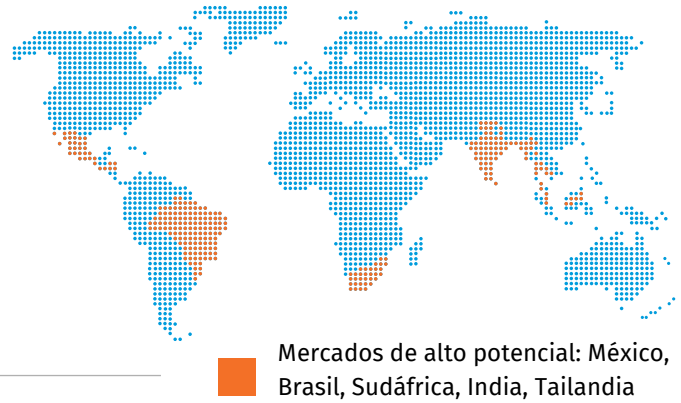 Mercados de alto potencial: México,
Brasil, Sudáfrica, India, Tailandia